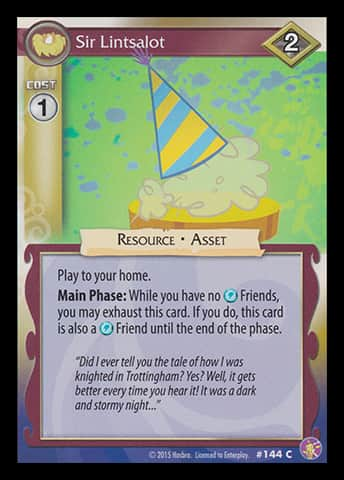 Sir Lintsalot
2
COST
1
RESOURCE • ASSET
Play to your home.
Main Phase: While you have no Friends,
you may exhaust this card. If you do, this card
is also a Friend until the end of the phase.
"Did I ever tell you the tale of how I was
knighted in Trottingham? Yes? Well, it gets
better every time you hear it! It was a dark
and stormy night..."
© 2015 Hasbro. Licensed to Enterplay. #144 C